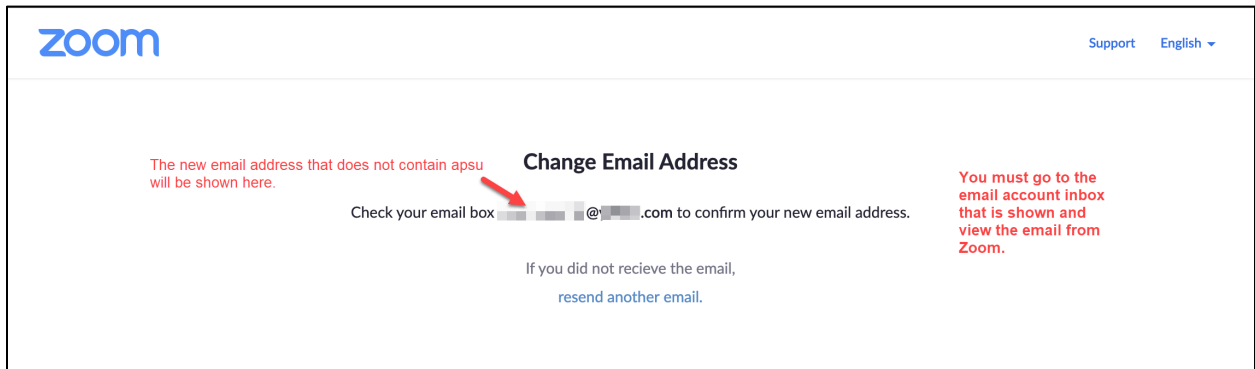 zoom
Support English
The new email address that does not contain apsu
will be shown here.
Change Email Address
You must go to the
email account inbox
that is shown and
view the email from
Zoom.
Check your email box @ .com to confirm your new email address.
If you did not recieve the email,
resend another email.